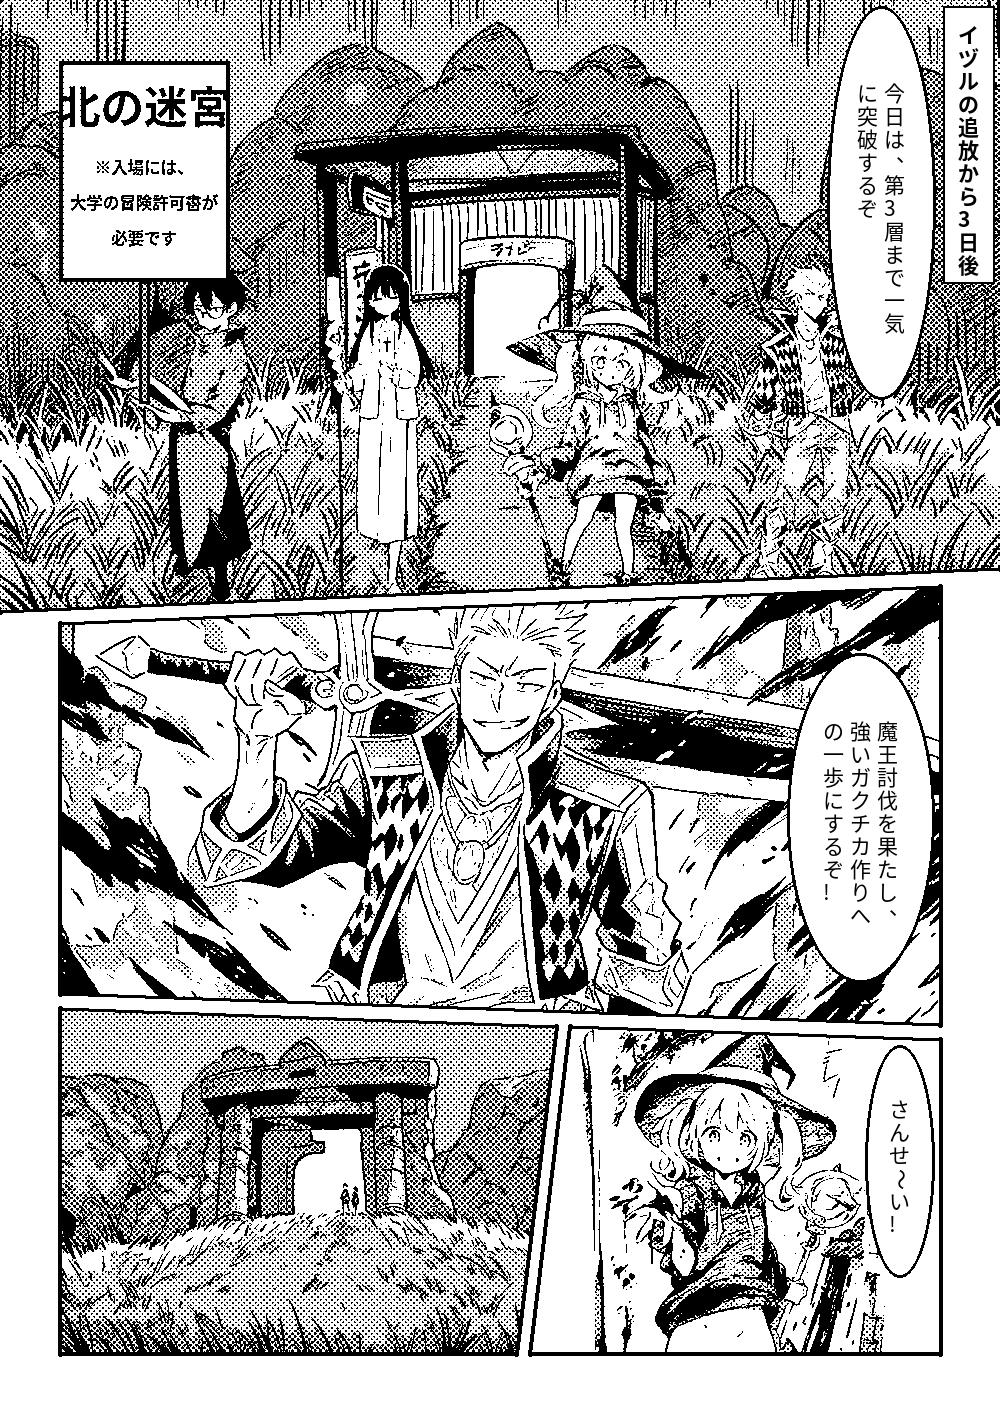 イヅルの追放から3日後
今日は、第3層まで一気
に突破するぞ
北の迷宮
※入場には、
大学の冒険許可書が
必要です
魔王討伐を果たし、
強いガクチカ作りへ
の一歩にするぞ！
さんせ～い！